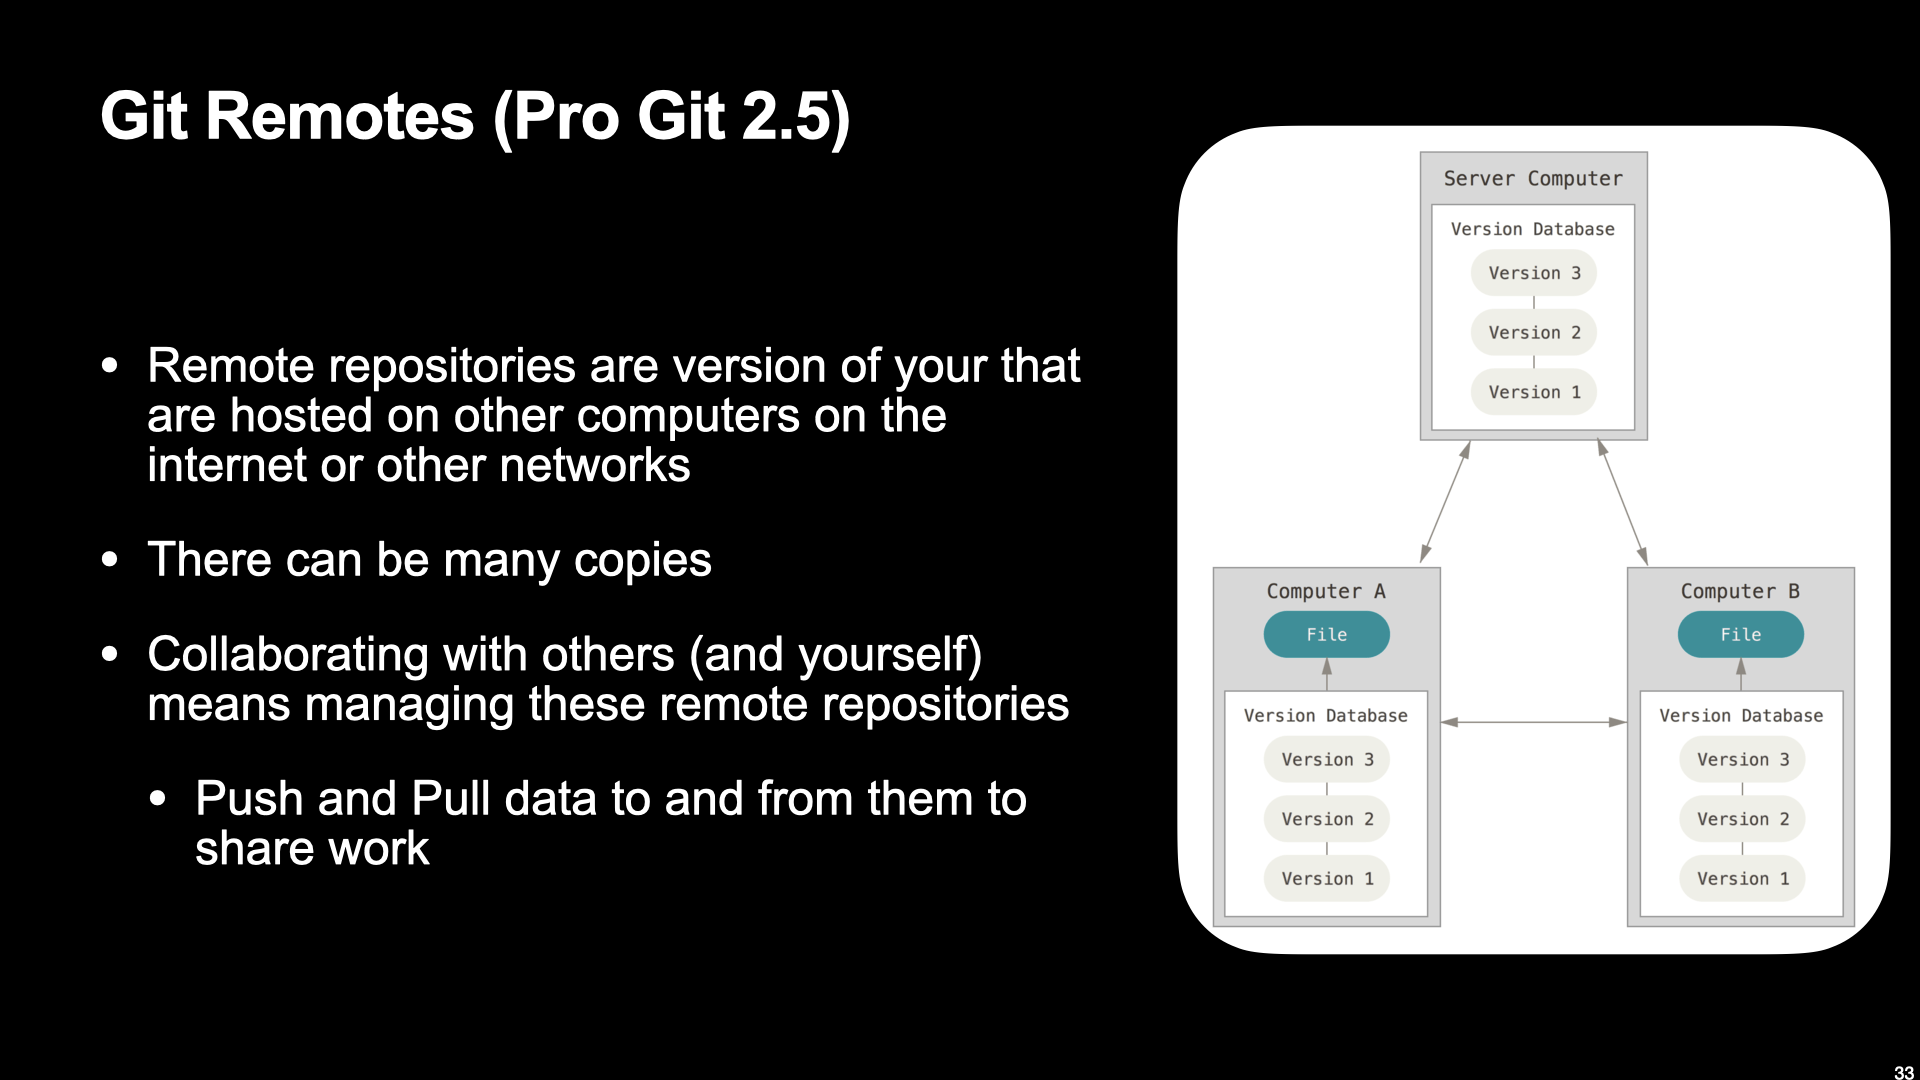 Git Remotes (Pro Git 2.5)
• Remote repositories are version of your that
are hosted on other computers on the
internet or other networks
• There can be many copies
• Collaborating with others (and yourself)
means managing these remote repositories
• Push and Pull data to and from them to
share work
Server Computer
Version Database
Version 3
Version 2
Version 1
Computer A
File
Version Database
Version 3
Version 2
Version 1
Computer B
File
Version Database
Version 3
Version 2
Version 1
33